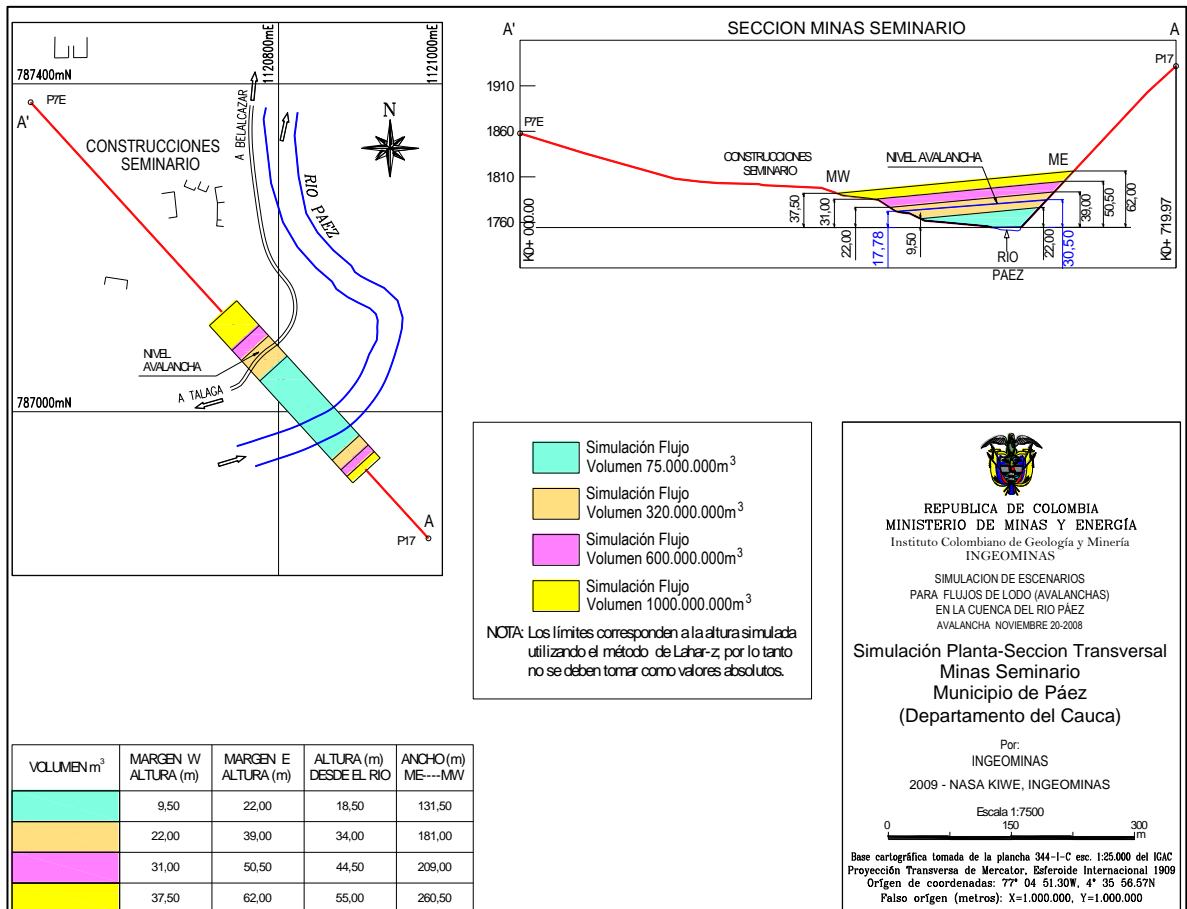 787400mN
1120800mE
1121000mE
P7E
A'
CONSTRUCCIONES
SEMINARIO
A BELALCAZAR
N
RIO PAEZ
NIVEL
AVALANCHA
A TALAGA
787000mN
A
P17
A'
SECCION MINAS SEMINARIO
A
P17
1910
1860
1810
1760
P7E
CONSTRUCCIONES
SEMINARIO
MW
NIVEL AVALANCHA
ME
K0+ 000.00
37,50
31,00
22,00
17,78
9,50
RIO
PAEZ
22,00
30,50
39,00
50,50
62,00
K0+ 719.97
Simulación Flujo
Volumen 75.000.000m³
Simulación Flujo
Volumen 320.000.000m³
Simulación Flujo
Volumen 600.000.000m³
Simulación Flujo
Volumen 1000.000.000m³
NOTA: Los límites corresponden a la altura simulada
utilizando el método de Lahar-z; por lo tanto
no se deben tomar como valores absolutos.
REPUBLICA DE COLOMBIA
MINISTERIO DE MINAS Y ENERGÍA
Instituto Colombiano de Geología y Minería
INGEOMINAS
SIMULACION DE ESCENARIOS
PARA FLUJOS DE LODO (AVALANCHAS)
EN LA CUENCA DEL RIO PÁEZ
AVALANCHA NOVIEMBRE 20-2008
Simulación Planta-Seccion Transversal
Minas Seminario
Municipio de Páez
(Departamento del Cauca)
Por:
INGEOMINAS
2009 - NASA KIWE, INGEOMINAS
Escala 1:7500
0 150 300
m
Base cartográfica tomada de la plancha 344-I-C esc. 1:25.000 del IGAC
Proyección Transversa de Mercator, Esferoide Internacional 1909
Orígen de coordenadas: 77° 04 51.30W, 4° 35 56.57N
Falso orígen (metros): X=1.000.000, Y=1.000.000
VOLUMEN m³ MARGEN W ALTURA (m) MARGEN E ALTURA (m) ALTURA (m) DESDE EL RIO ANCHO (m) ME----MW
9,50 22,00 18,50 131,50
22,00 39,00 34,00 181,00
31,00 50,50 44,50 209,00
37,50 62,00 55,00 260,50